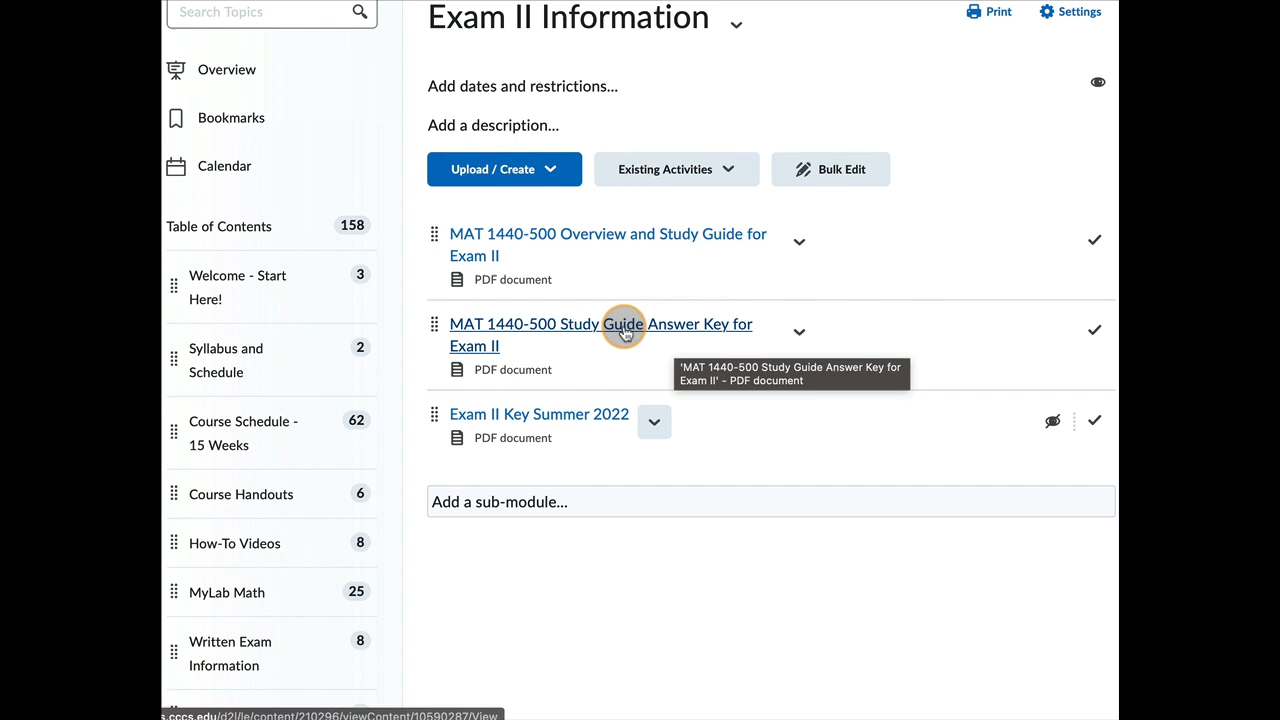 Search Topics
Overview
Bookmarks
Calendar
Table of Contents 158
Welcome - Start
Here!
3
Syllabus and
Schedule
2
Course Schedule -
15 Weeks
62
Course Handouts 6
How-To Videos 8
MyLab Math 25
Written Exam
Information
8
Exam II Information
Print
Settings
Add dates and restrictions...
Add a description...
Upload / Create
Existing Activities
Bulk Edit
MAT 1440-500 Overview and Study Guide for
Exam II
PDF document
MAT 1440-500 Study Guide Answer Key for
Exam II
PDF document
'MAT 1440-500 Study Guide Answer Key for
Exam II' - PDF document
Exam II Key Summer 2022
PDF document
Add a sub-module...
s.cccs.edu/d2l/le/content/210296/viewContent/10590287/View